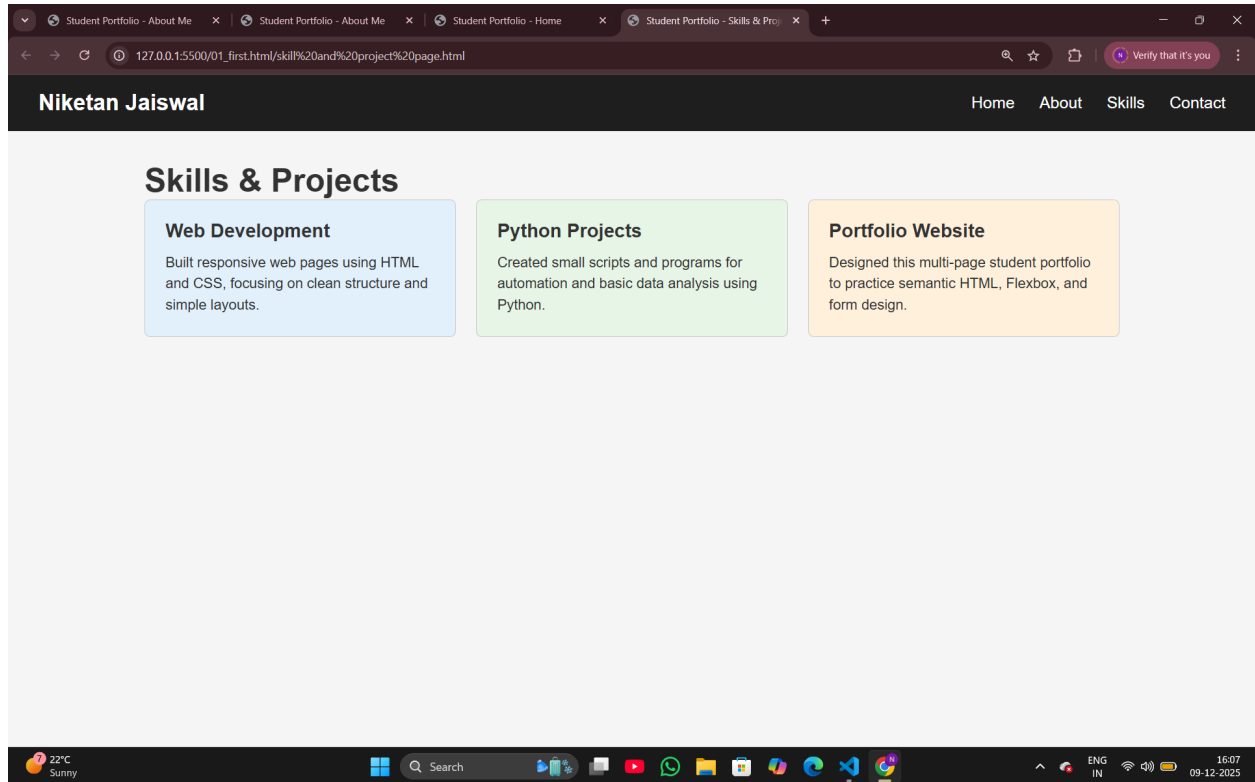 Student Portfolio - About Me
Student Portfolio - About Me
Student Portfolio - Home
Student Portfolio - Skills & Proj
127.0.0.1:5500/01_first.html/skill%20and%20project%20page.html
N
Verify that it's you
Niketan Jaiswal
Home
About
Skills
Contact
Skills & Projects
Web Development
Built responsive web pages using HTML
and CSS, focusing on clean structure and
simple layouts.
Python Projects
Created small scripts and programs for
automation and basic data analysis using
Python.
Portfolio Website
Designed this multi-page student portfolio
to practice semantic HTML, Flexbox, and
form design.
7
22°C
Sunny
Search
N
ENG
IN
16:07
09-12-2025